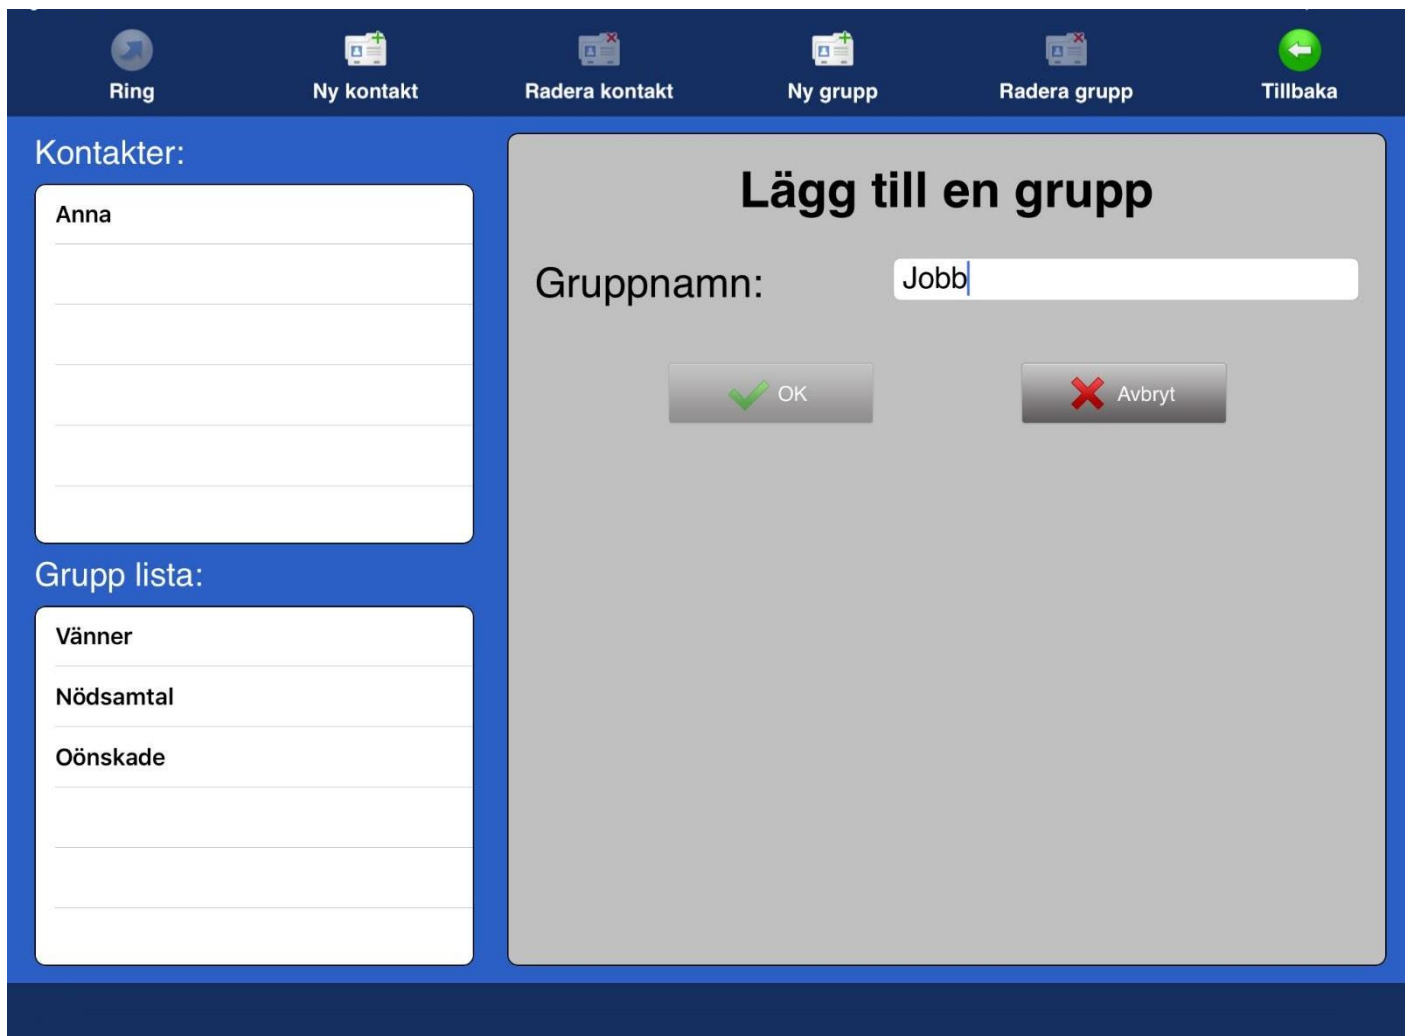 Ring
Ny kontakt
Radera kontakt
Ny grupp
Radera grupp
Tillbaka
Kontakter:
Anna
Grupp lista:
Vänner
Nödsamtal
Oönskade
Lägg till en grupp
Gruppnamn: Jobb
OK
Avbryt